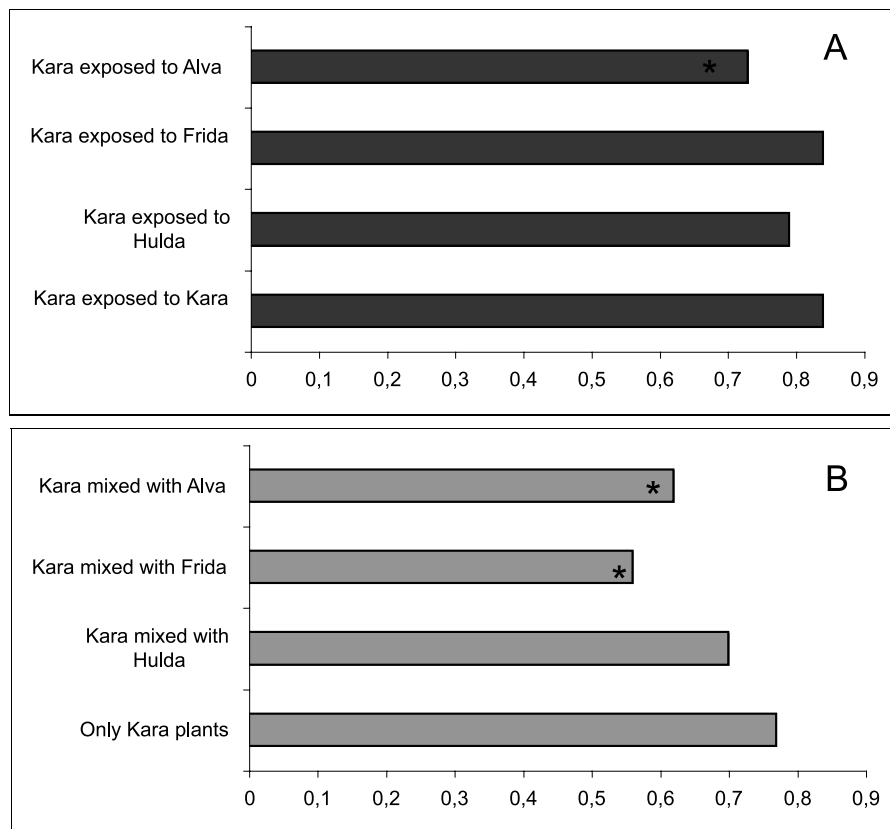 A
Kara exposed to Alva
*
Kara exposed to Frida
Kara exposed to
Hulda
Kara exposed to Kara
0 0,1 0,2 0,3 0,4 0,5 0,6 0,7 0,8 0,9
B
Kara mixed with Alva
*
Kara mixed with Frida
*
Kara mixed with
Hulda
Only Kara plants
0 0,1 0,2 0,3 0,4 0,5 0,6 0,7 0,8 0,9